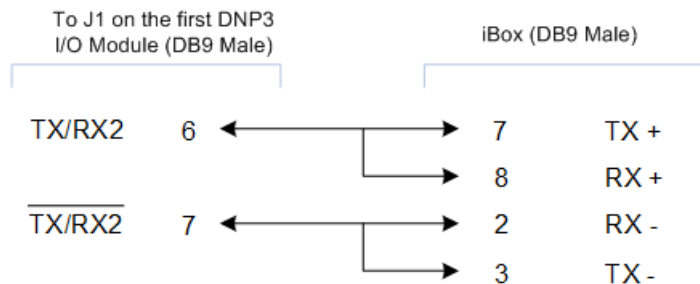 To J1 on the first DNP3
I/O Module (DB9 Male)
iBox (DB9 Male)
TX/RX2 6 7 TX +
8 RX +
TX/RX2 7 2 RX -
3 TX -